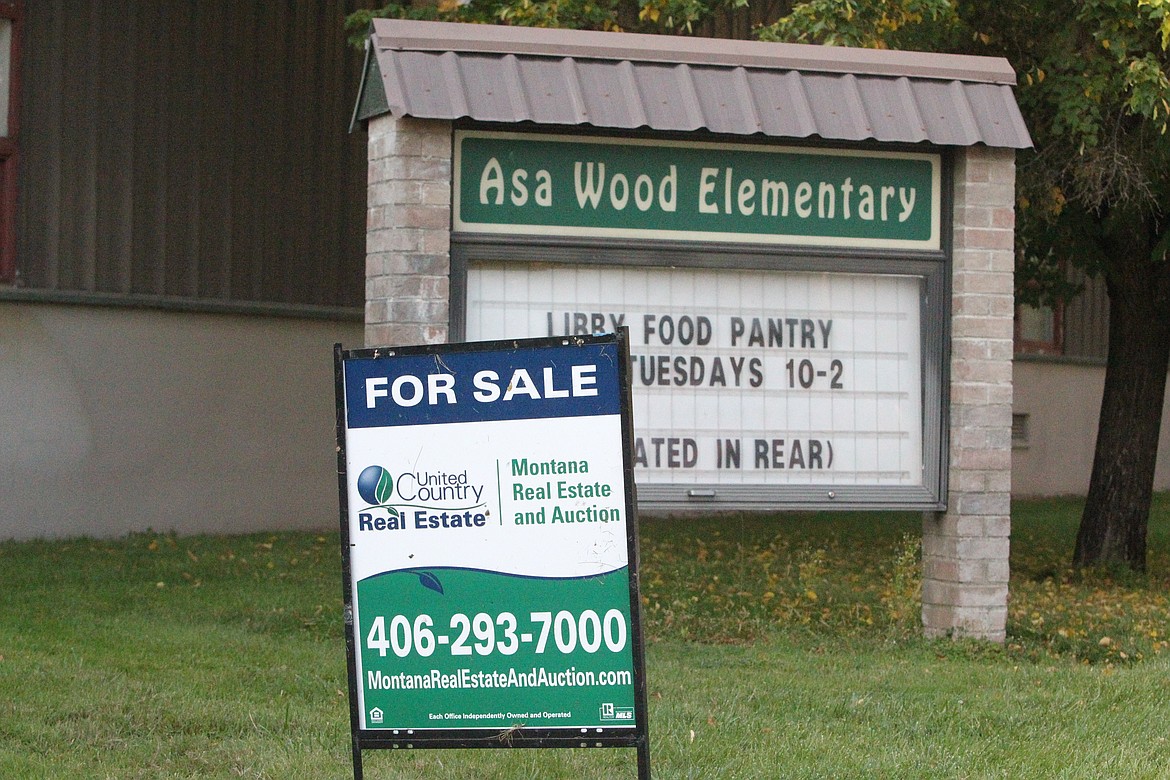 Asa Wood Elementary
LIBBY FOOD PANTRY
TUESDAYS 10-2
ATED IN REAR)
FOR SALE
United
Country
Real Estate
Montana
Real Estate
and Auction
406-293-7000
MontanaRealEstateAndAuction.com
Each Office Independently Owned and Operated
R
MLS